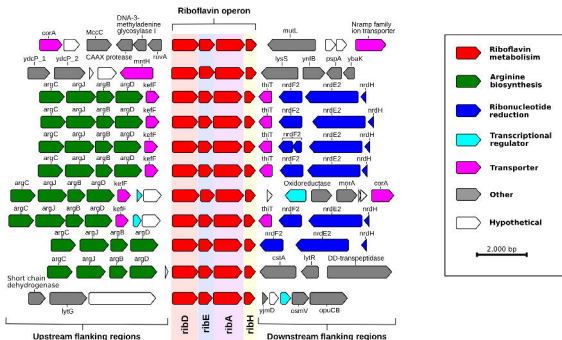 Riboflavin operon
DNA-3-
methyladenine
glycosylase I
corA
MccC
ruvA
mutL
Nramp family
ion transporter
ydcP_1
ydcP_2
CAAX protease
mntH
lysS
ynfB
pspA
ybaK
argC
argJ
argB
argD
kefF
thiT
nrdF2
nrdE2
nrdH
argC
argJ
argB
argD
kefF
thiT
nrdF2
nrdE2
nrdH
argC
argJ
argB
argD
kefF
thiT
nrdF2
nrdE2
nrdH
argC
argJ
argB
argD
kefF
thiT
nrdF2
nrdE2
nrdH
argC
argJ
argB
argD
kefF
Oxidoreductase
mprA
corA
argC
argJ
argB
argD
kefF
thiT
nrdF2
nrdE2
nrdH
argC
argJ
argB
argD
nrdF2
nrdE2
nrdH
argC
argJ
argB
argD
cstA
lytR
DD-transpeptidase
Short chain
dehydrogenase
lytG
yjmD
osmV
opuCB
ribD
ribE
ribA
ribH
Upstream flanking regions
Downstream flanking regions
Riboflavin
metabolisim
Arginine
biosynthesis
Ribonucleotide
reduction
Transcriptional
regulator
Transporter
Other
Hypothetical
2,000 bp